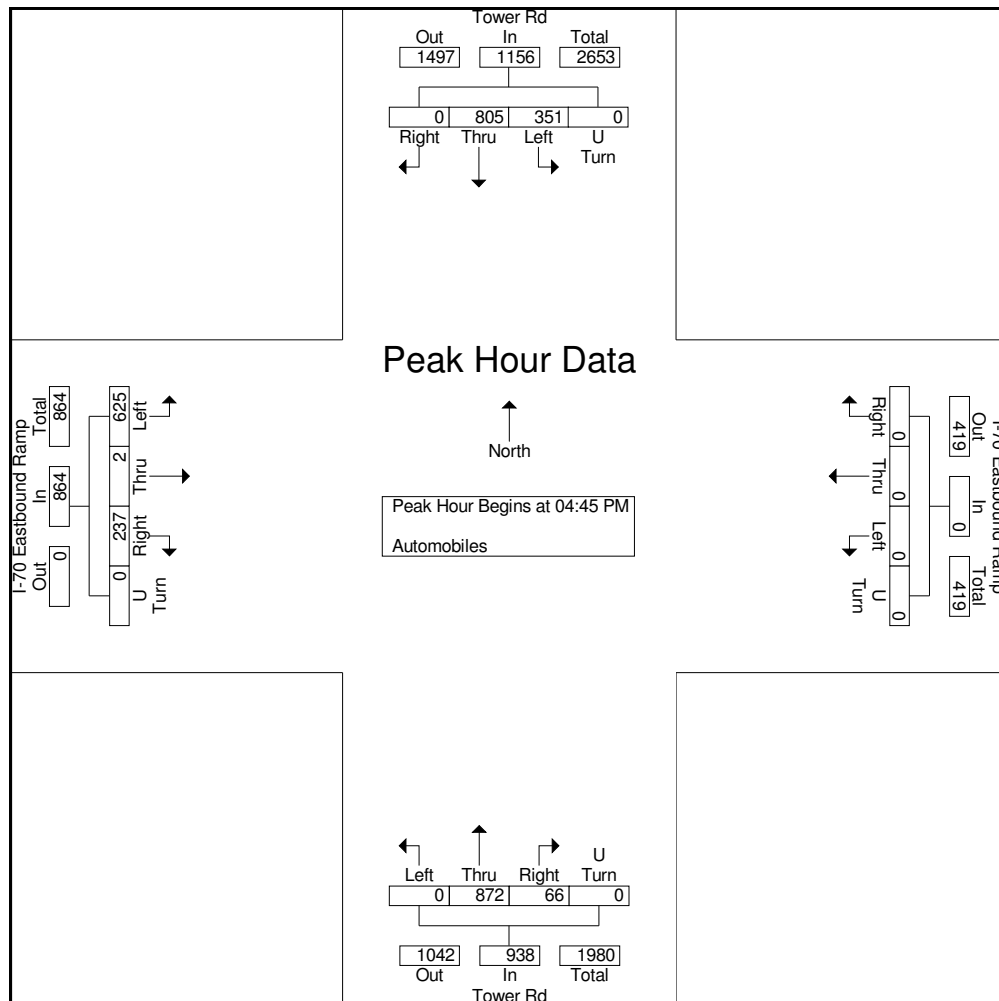 Tower Rd
Out In Total
1497 1156 2653
0 805 351 0
Right Thru Left U
Turn
Peak Hour Data
North
Peak Hour Begins at 04:45 PM
Automobiles
I-70 Eastbound Ramp
Total In Out
864 864 0
625 2 237 0
Left Thru Right U
Turn
I-70 Eastbound Ramp
Out In Total
419 0 419
0 0 0 0
Right Thru Left U
Turn
U
Left Thru Right Turn
0 872 66 0
1042 938 1980
Out In Total
Tower Rd